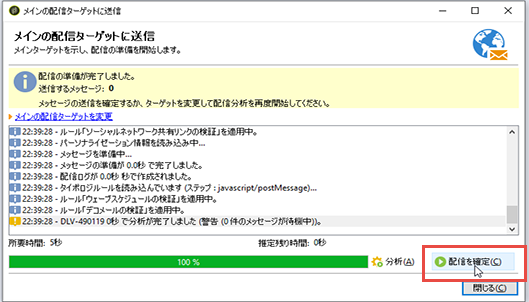 メインの配信ターゲットに送信
メインの配信ターゲットに送信
メインターゲットを示し、配信の準備を開始します。
配信の準備が完了しました。
送信するメッセージ: 0
メッセージの送信を確定するか、ターゲットを変更して配信分析を再度開始してください。
メインの配信ターゲットを変更
22:39:28 - ルール「ソーシャルネットワーク共有リンクの検証」を適用中。
22:39:28 - パーソナライゼーション情報を読み込み中...
22:39:28 - メッセージを準備中...
22:39:28 - メッセージの準備が 0.0秒 で完了しました。
22:39:28 - 配信ログが 0.0秒 秒で作成されました。
22:39:28 - タイポロジルールを読み込んでいます (ステップ : javascript/postMessage)...
22:39:28 - ルール「ウェーブスケジュールの検証」を適用中。
22:39:28 - ルール「デコメールの検証」を適用中。
22:39:28 - DLV-490119 0秒 で分析が完了しました (警告 (0 件のメッセージが待機中))。
所要時間: 5秒 推定残り時間: 0秒
100 % 分析(A) 配信を確定(C)
閉じる(C)